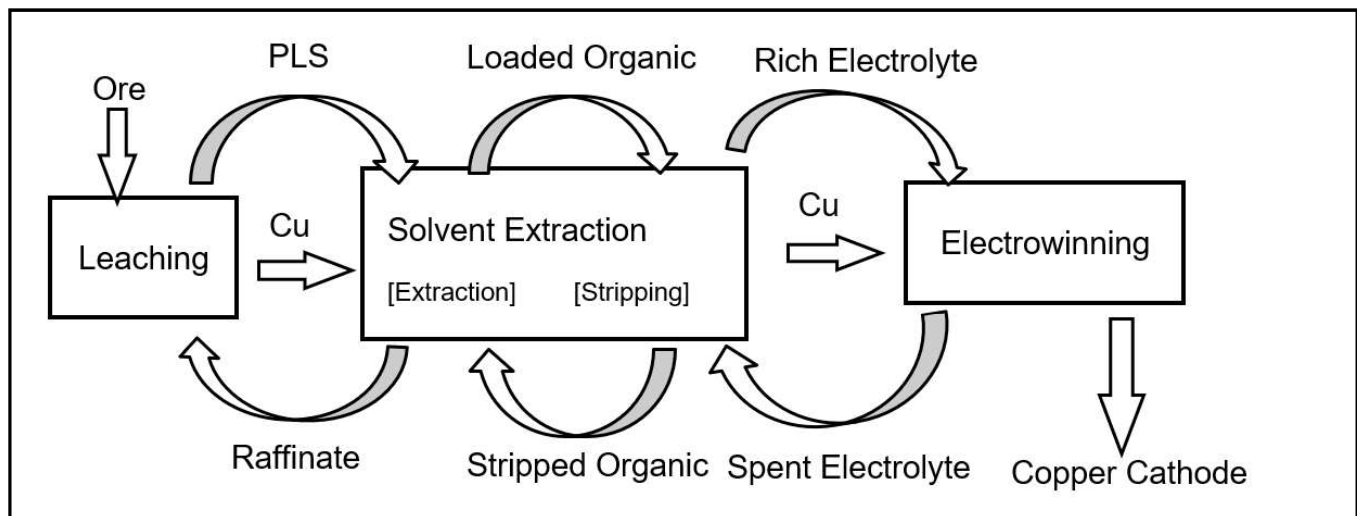 PLS
Loaded Organic
Rich Electrolyte
Ore
Cu
Cu
Leaching
Solvent Extraction
Electrowinning
[Extraction]
[Stripping]
Raffinate
Stripped Organic
Spent Electrolyte
Copper Cathode